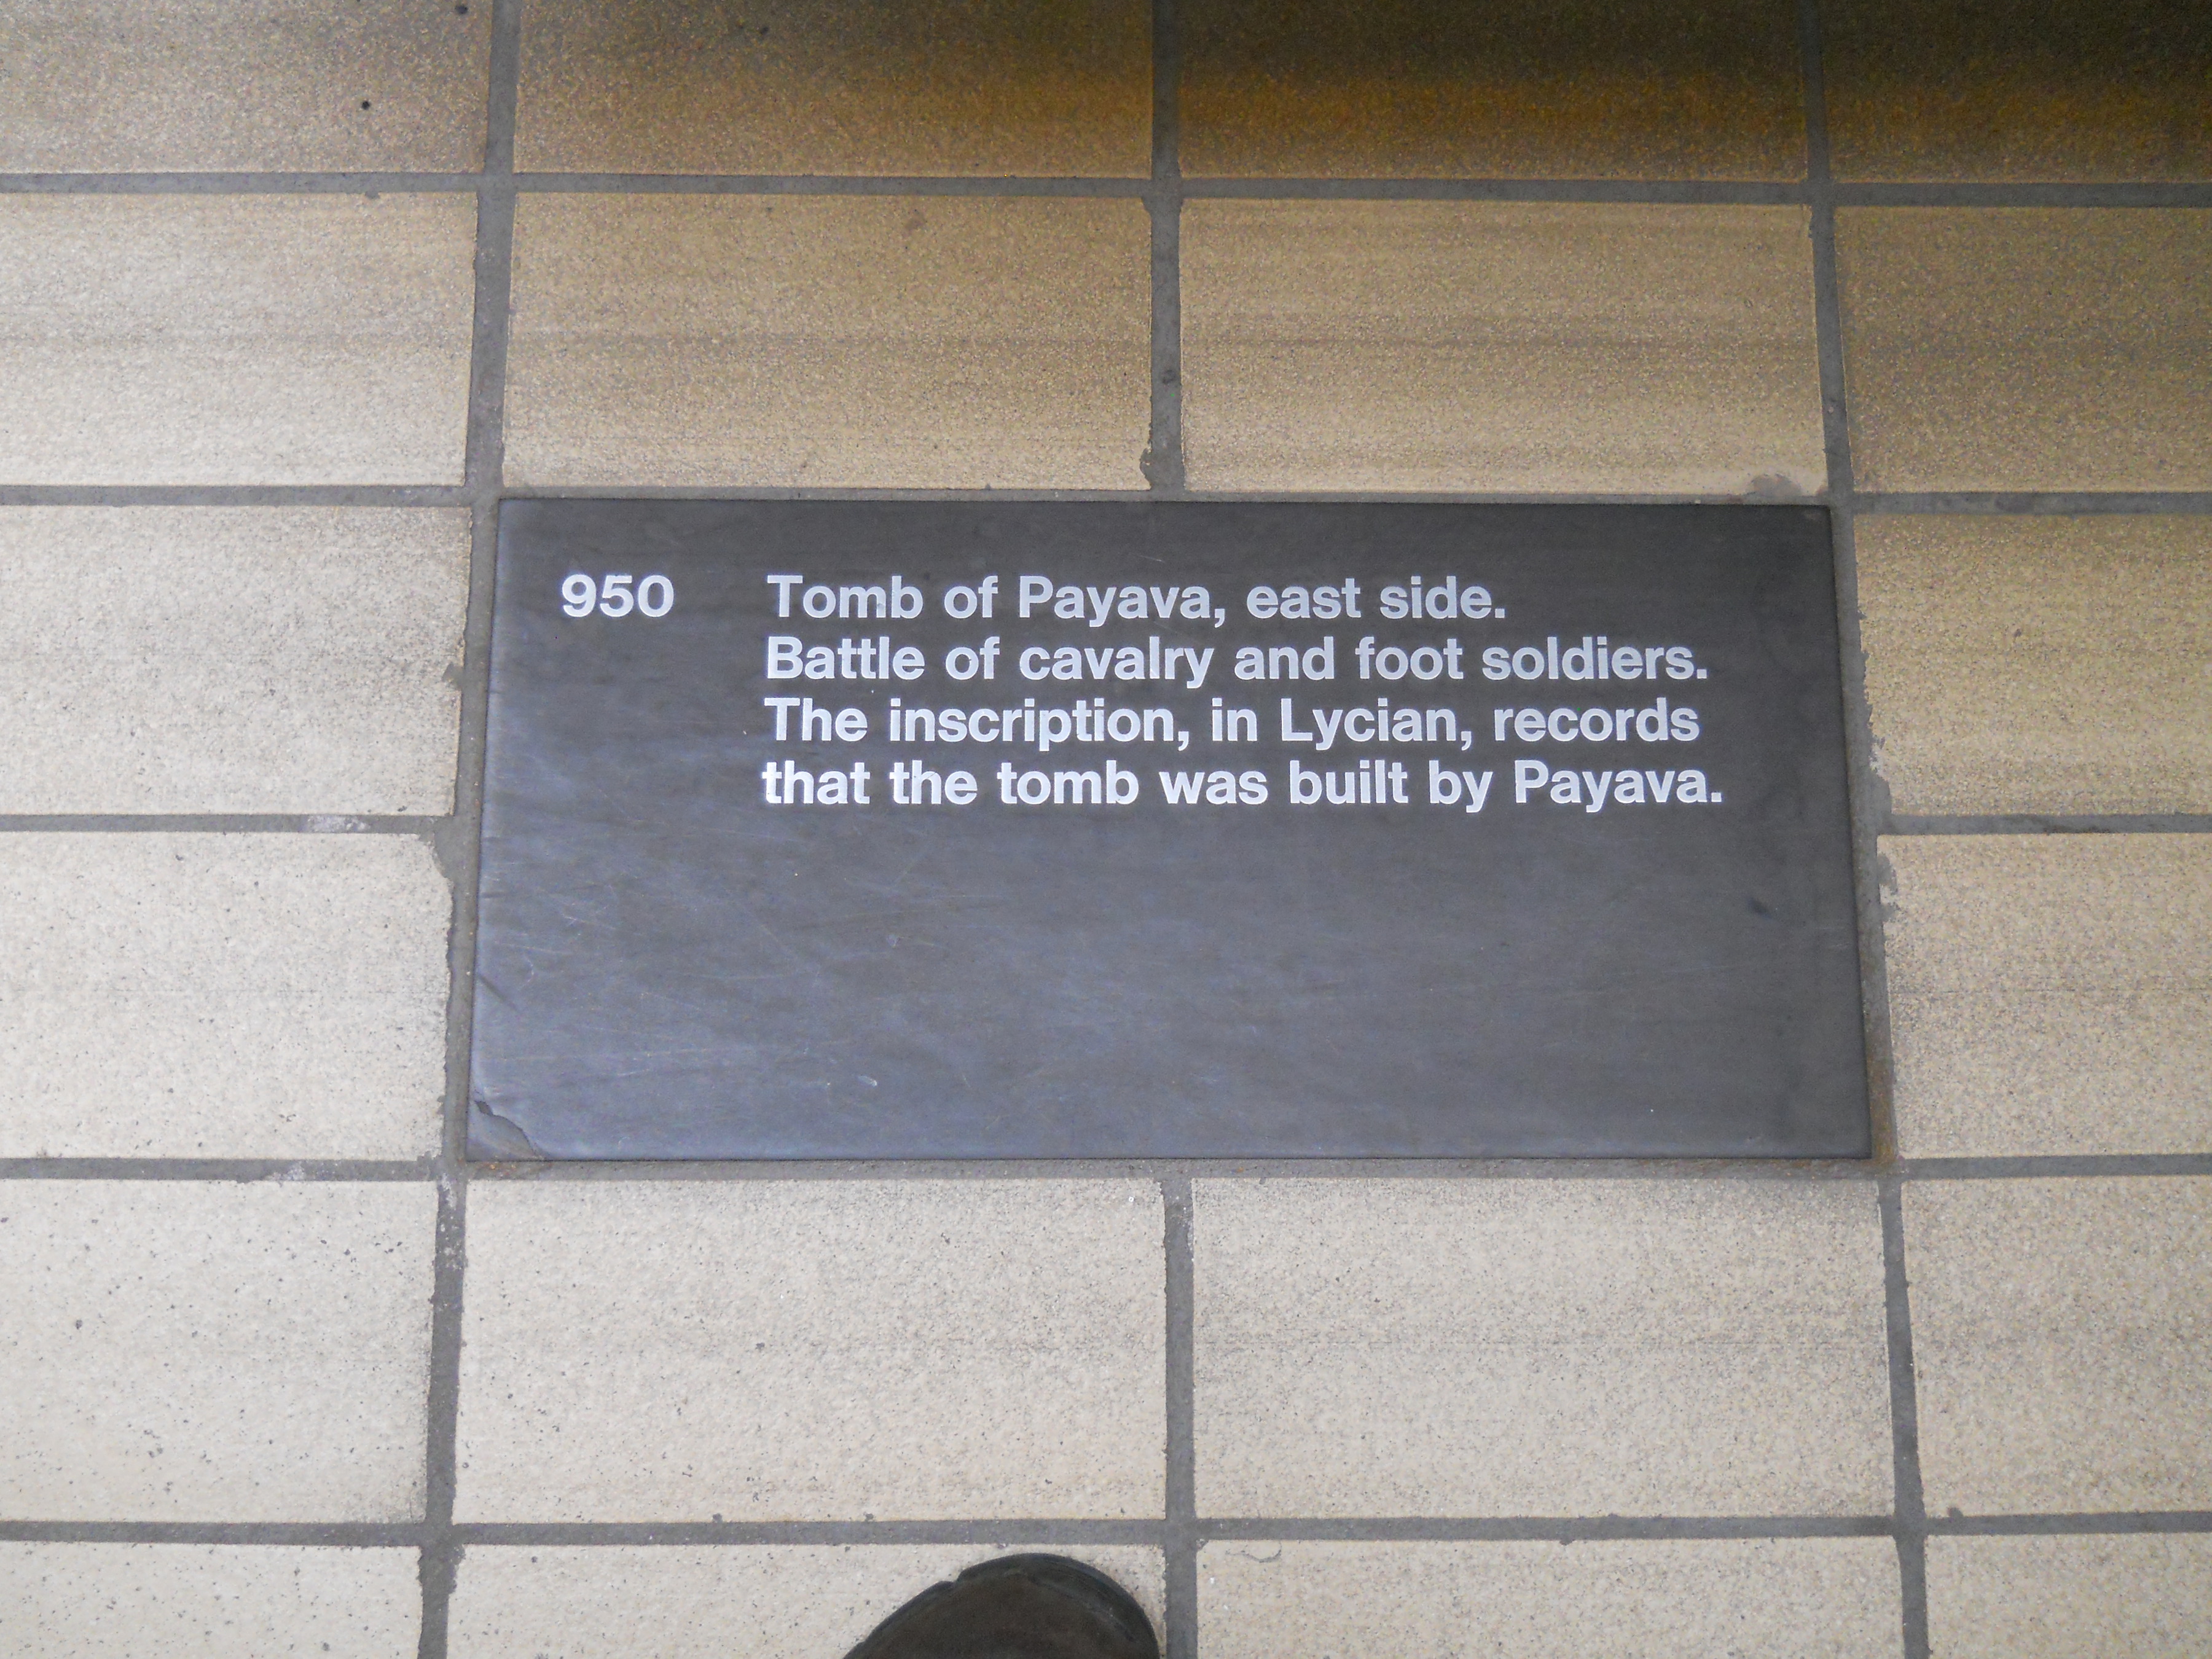 950 Tomb of Payava, east side.
Battle of cavalry and foot soldiers.
The inscription, in Lycian, records
that the tomb was built by Payava.